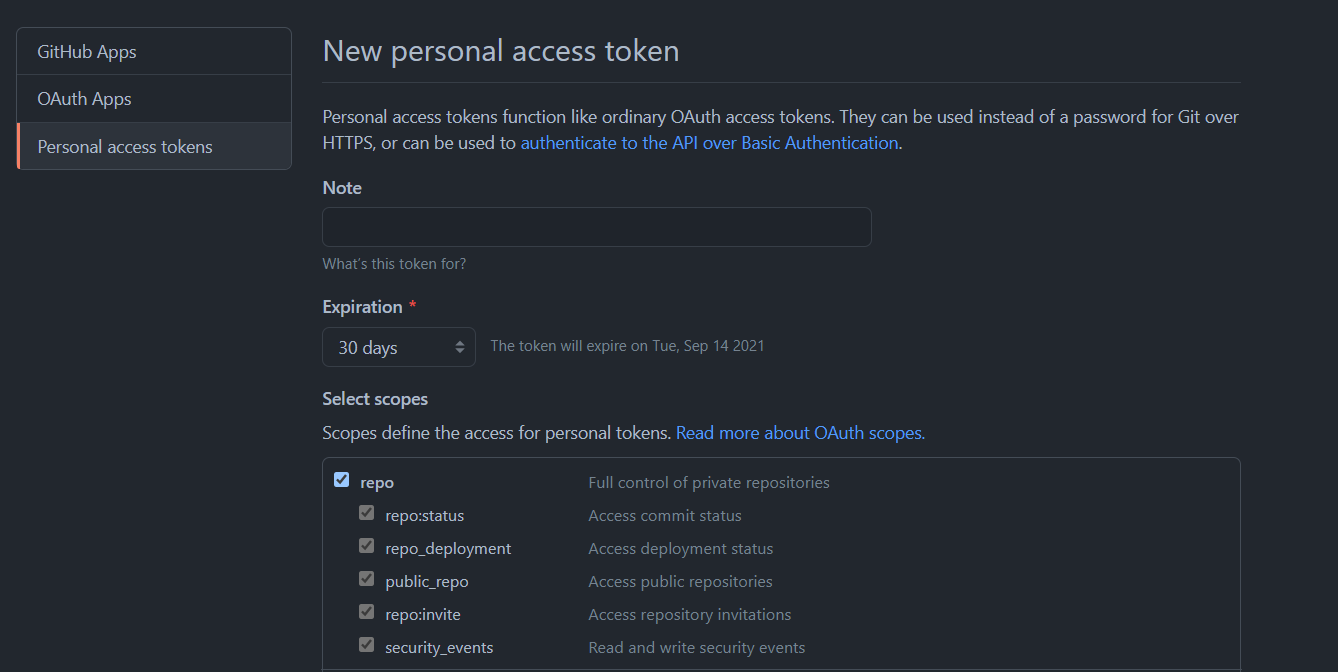 GitHub Apps
OAuth Apps
Personal access tokens
New personal access token
Personal access tokens function like ordinary OAuth access tokens. They can be used instead of a password for Git over
HTTPS, or can be used to authenticate to the API over Basic Authentication.
Note
What's this token for?
Expiration *
30 days
The token will expire on Tue, Sep 14 2021
Select scopes
Scopes define the access for personal tokens. Read more about OAuth scopes.
repo Full control of private repositories
repo:status Access commit status
repo_deployment Access deployment status
public_repo Access public repositories
repo:invite Access repository invitations
security_events Read and write security events